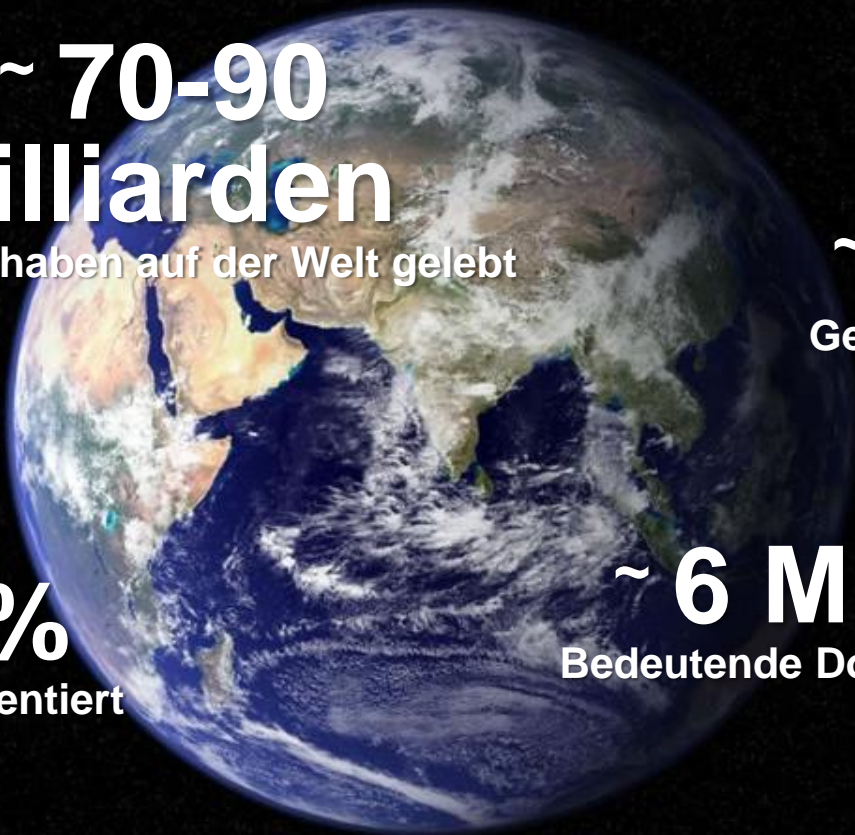 ~ 70-90
illiarden
haben auf der Welt gelebt
~
Ge
~ 6 M
Bedeutende Do
%
entiert